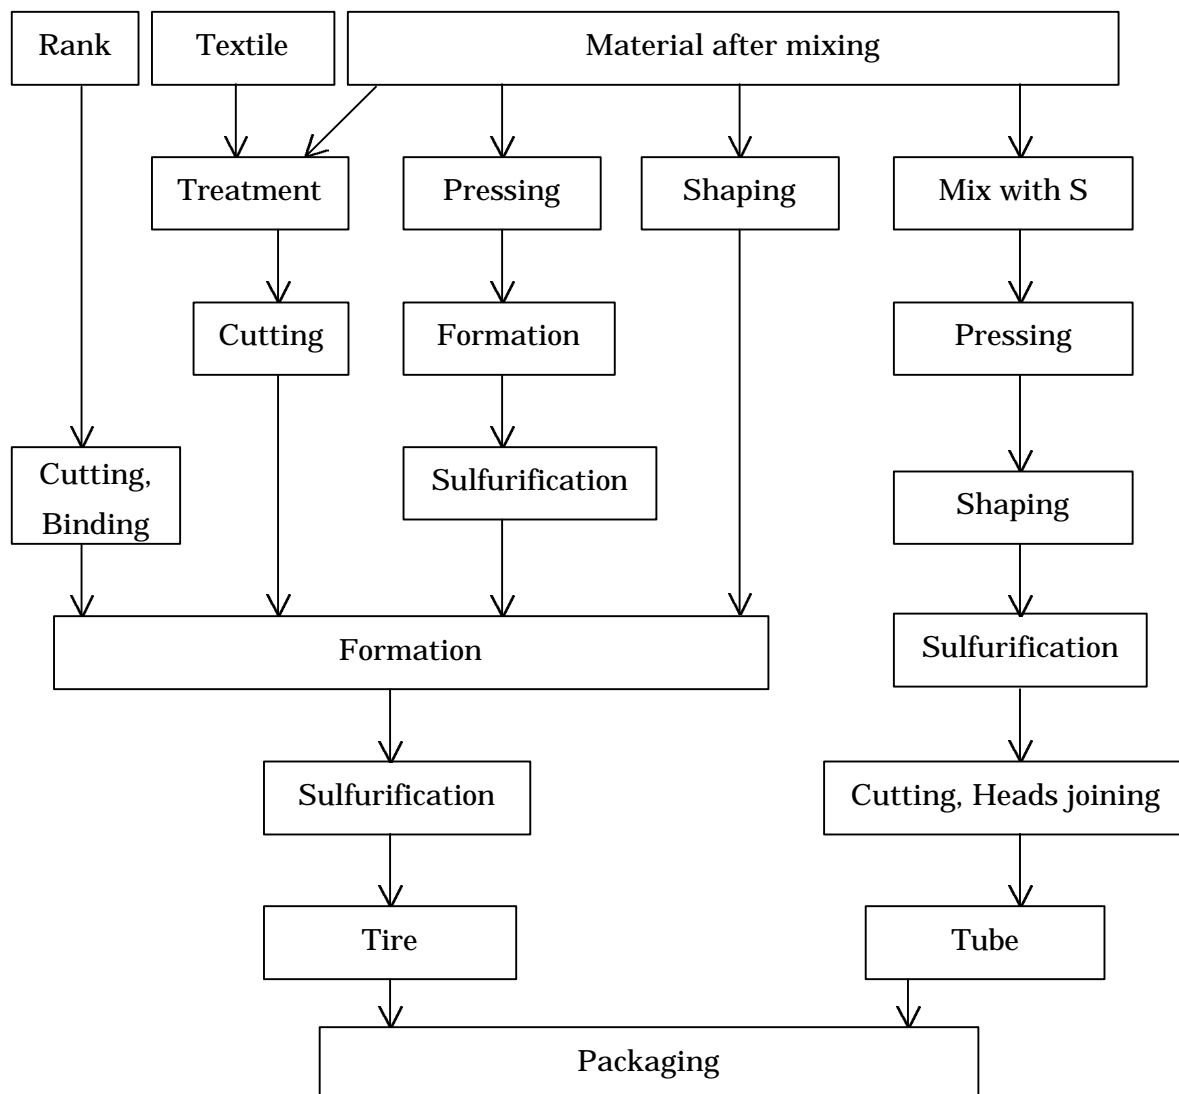 Rank
Textile
Material after mixing
Treatment
Pressing
Shaping
Mix with S
Cutting
Formation
Pressing
Cutting,
Binding
Sulfurification
Shaping
Formation
Sulfurification
Sulfurification
Cutting, Heads joining
Tire
Tube
Packaging